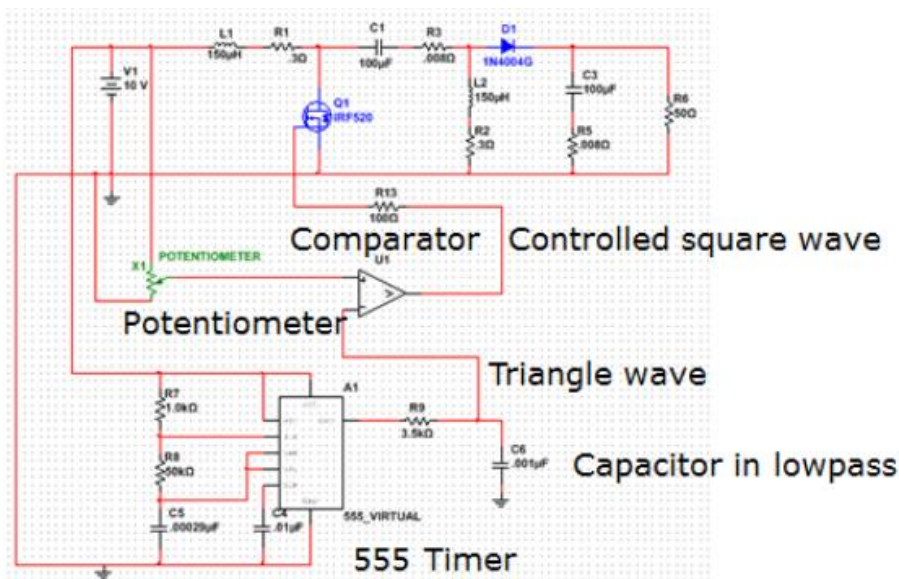 L1
150µH
R1
.3Ω
C1
100µF
R3
.008Ω
D1
1N4004G
V1
10 V
Q1
IRF520
L2
150µH
R2
.3Ω
C3
100µF
R5
.008Ω
R6
50Ω
R13
100Ω
Comparator
Controlled square wave
U1
POTENTIOMETER
X1
Potentiometer
Triangle wave
A1
R7
1.0kΩ
R9
3.5kΩ
R8
50kΩ
C6
.001µF
Capacitor in lowpass
C5
.00029µF
C4
.01µF
555_VIRTUAL
555 Timer